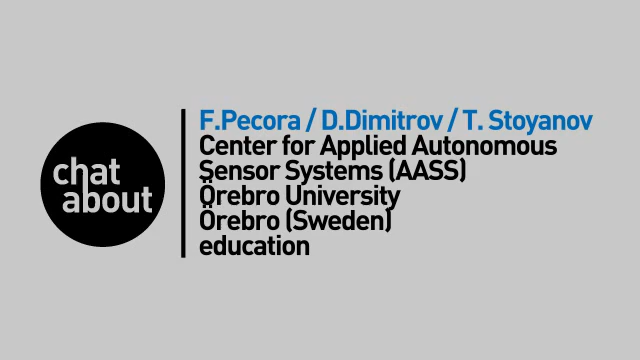 chat
about
F.Pecora / D.Dimitrov / T. Stoyanov
Center for Applied Autonomous
Sensor Systems (AASS)
Örebro University
Örebro (Sweden)
education